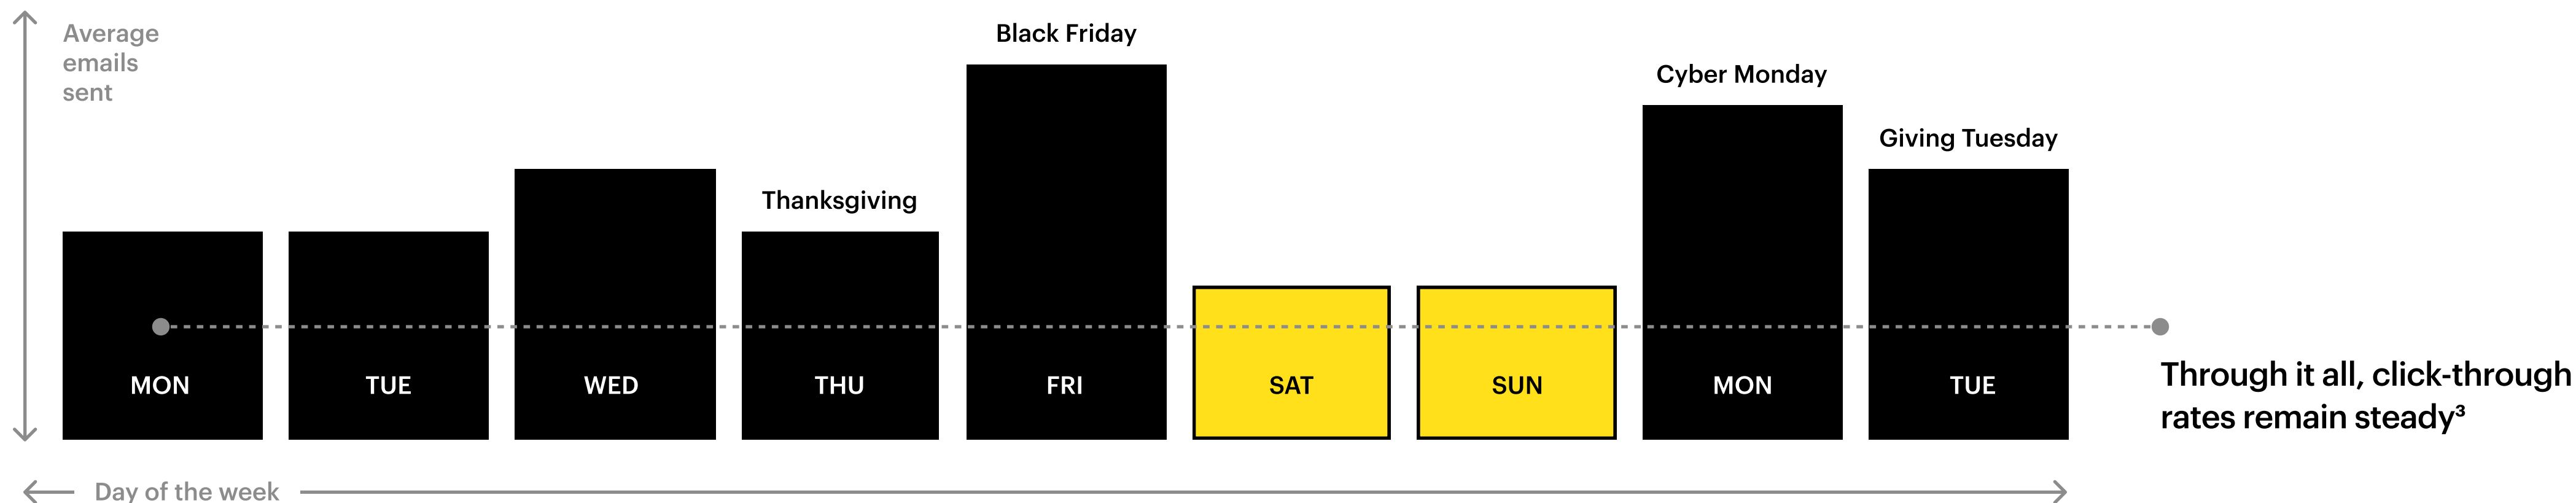 Average
emails
sent
Black Friday
Cyber Monday
Giving Tuesday
Thanksgiving
MON
TUE
WED
THU
FRI
SAT
SUN
MON
TUE
Through it all, click-through
rates remain steady³
Day of the week